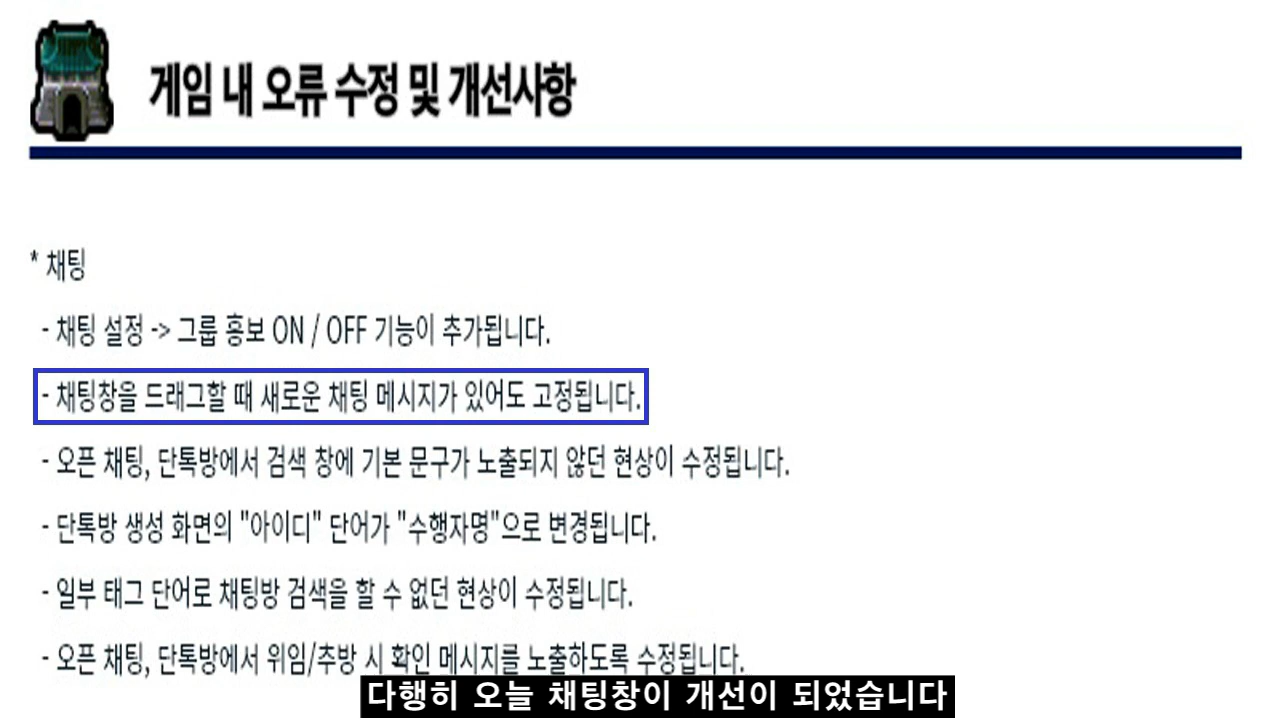 게임 내 오류 수정 및 개선사항
* 채팅
- 채팅 설정 -> 그룹 홍보 ON / OFF 기능이 추가됩니다.
- 채팅창을 드래그할 때 새로운 채팅 메시지가 있어도 고정됩니다.
- 오픈 채팅, 단톡방에서 검색 창에 기본 문구가 노출되지 않던 현상이 수정됩니다.
- 단톡방 생성 화면의 "아이디" 단어가 "수행자명"으로 변경됩니다.
- 일부 태그 단어로 채팅방 검색을 할 수 없던 현상이 수정됩니다.
- 오픈 채팅, 단톡방에서 위임/추방 시 확인 메시지를 노출하도록 수정됩니다.
다행히 오늘 채팅창이 개선이 되었습니다